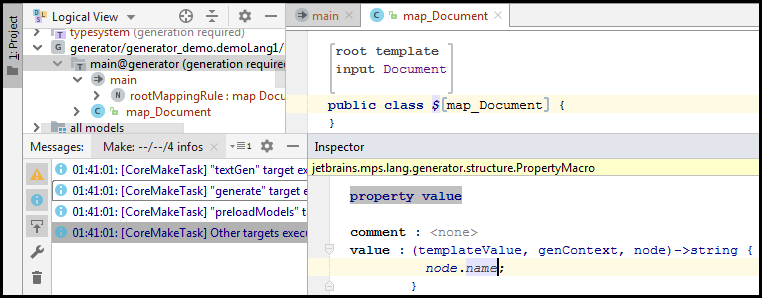 1: Project
Logical View
typesystem (generation required)
generator/generator_demo.demoLang1/
main@generator (generation require
main
rootMappingRule : map Docu
map_Document
all models
main
map_Document
root template
input Document
public class $[map_Document] {
}
Messages:
Make: --/--/4 infos
01:41:01: [CoreMakeTask] "textGen" target ex
01:41:01: [CoreMakeTask] "generate" target e
01:41:01: [CoreMakeTask] "preloadModels" t
01:41:01: [CoreMakeTask] Other targets execu
Inspector
jetbrains.mps.lang.generator.structure.PropertyMacro
property value
comment : <none>
value : (templateValue, genContext, node)->string {
node.name;
}